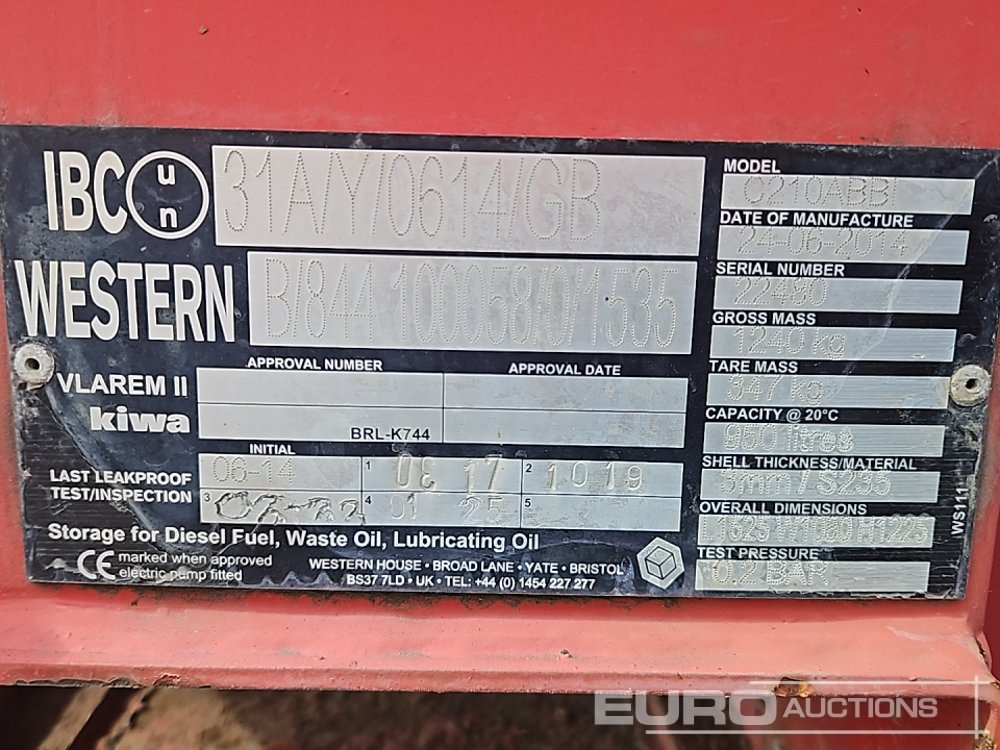 IBC un 31A/Y/0614/GB
WESTERN B/844 100058/0/1535
APPROVAL NUMBER APPROVAL DATE
VLAREM II
kiwa BRL-K744
INITIAL
LAST LEAKPROOF
TEST/INSPECTION
06-14 1 06 17 2 1019
3 4 01 25 5
Storage for Diesel Fuel, Waste Oil, Lubricating Oil
CE marked when approved
electric pump fitted
WESTERN HOUSE · BROAD LANE · YATE · BRISTOL
BS37 7LD · UK · TEL: +44 (0) 1454 227 277
MODEL
DATE OF MANUFACTURE
24-06-2014
SERIAL NUMBER
22480
GROSS MASS
1240 kg
TARE MASS
347 kg
CAPACITY @ 20°C
950 litres
SHELL THICKNESS/MATERIAL
3mm / S235
OVERALL DIMENSIONS
L1525 W1060 H1225
TEST PRESSURE
0.2 BAR
WS111
EURO AUCTIONS